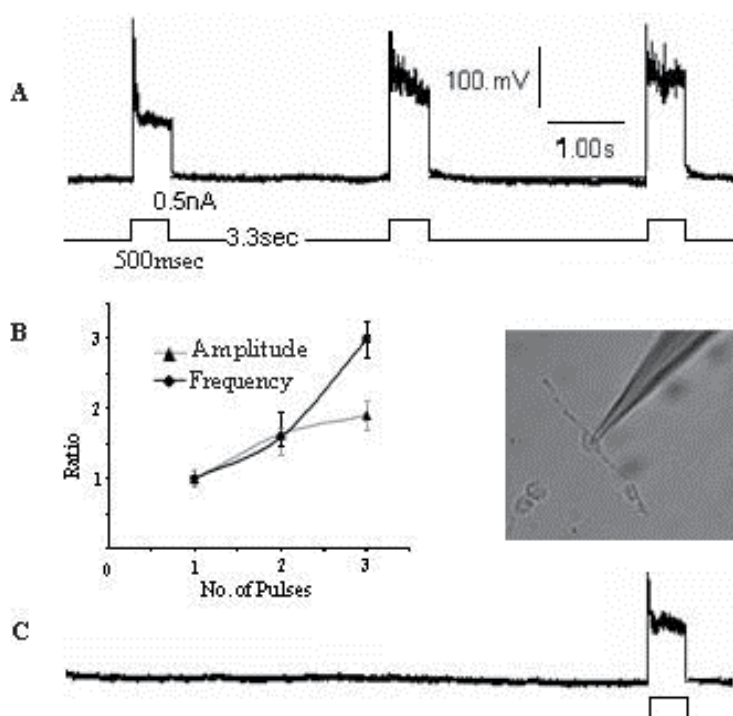 A
100.mV
1.00s
0.5nA
3.3sec
500msec
B
3
Amplitude
Frequency
2
Ratio
1
0 1 2 3
No. of Pulses
C